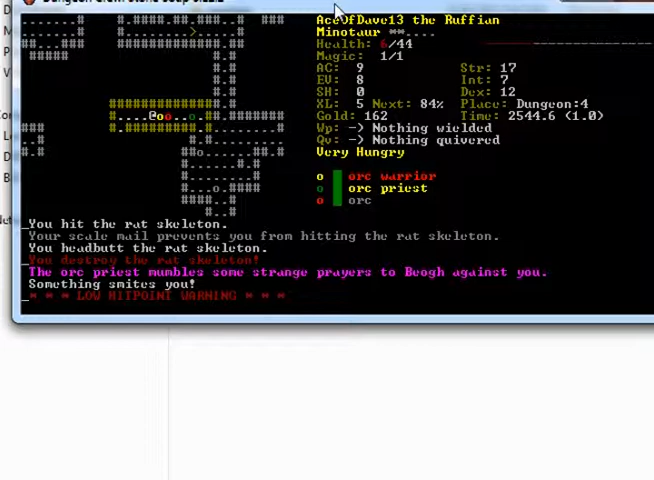 AceOfDave13 the Ruffian
Minotaur **....
Health: 6/44
Magic: 1/1
AC: 9 Str: 17
EV: 8 Int: 7
SH: 0 Dex: 12
XL: 5 Next: 84% Place: Dungeon:4
Gold: 162 Time: 2544.6 (1.0)
Wp: -> Nothing wielded
Qv: -> Nothing quivered
Very Hungry
o orc warrior
o orc priest
o orc
_You hit the rat skeleton.
Your scale mail prevents you from hitting the rat skeleton.
You headbutt the rat skeleton.
_You destroy the rat skeleton!
The orc priest mumbles some strange prayers to Beogh against you.
Something smites you!
_* * * LOW HITPOINT WARNING * * *